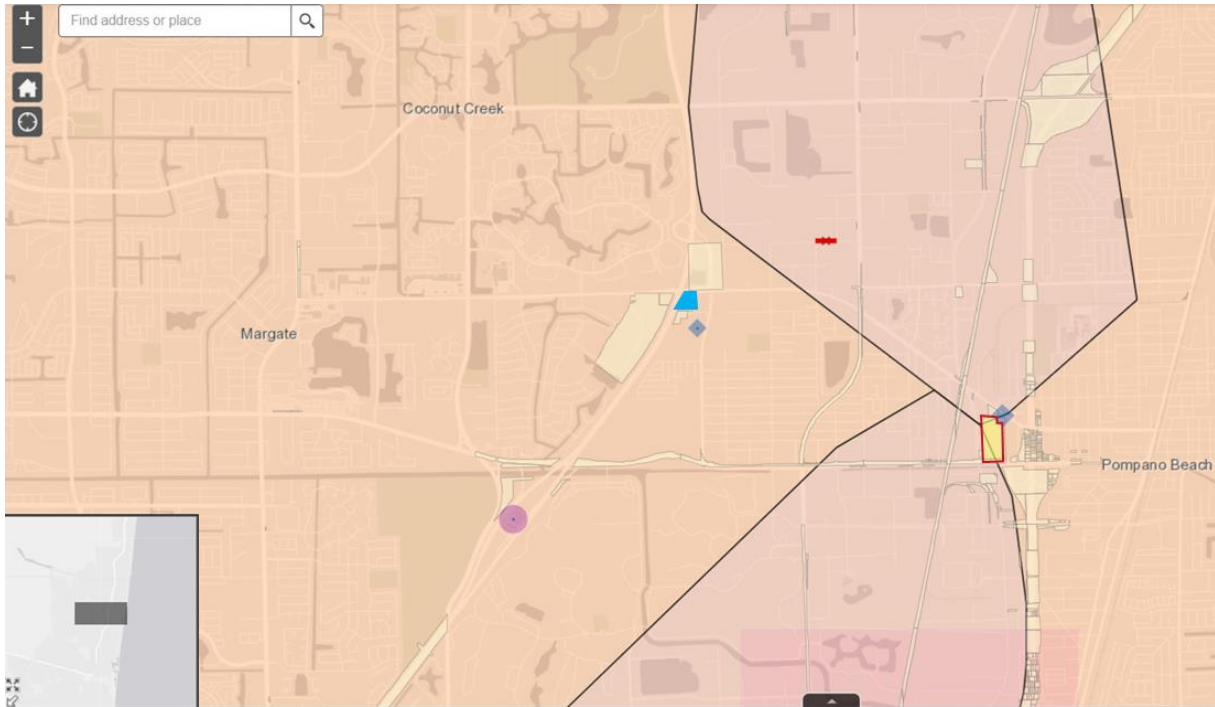 Find address or place
Coconut Creek
Margate
Pompano Beach